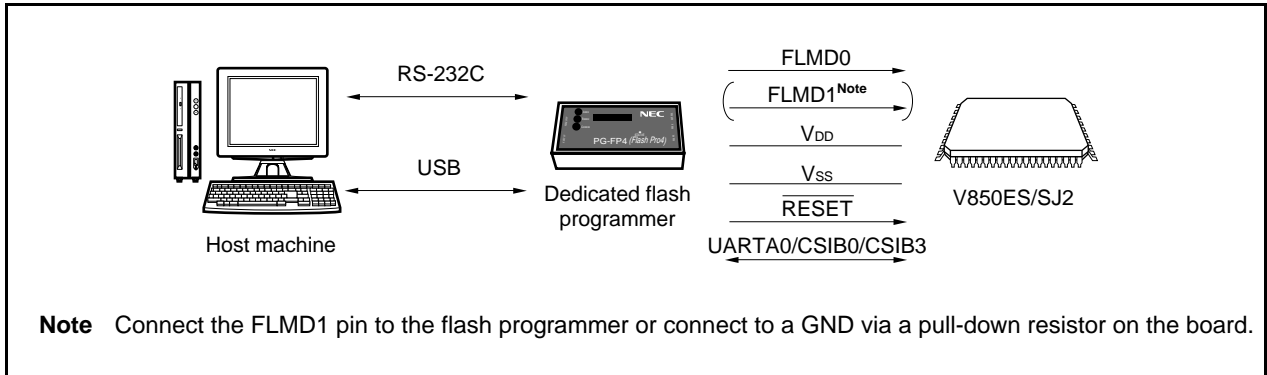 RS-232C
USB
Host machine
NEC
PG-FP4 (Flash Pro4)
Dedicated flash
programmer
FLMD0
FLMD1Note
VDD
VSS
RESET
UARTA0/CSIB0/CSIB3
V850ES/SJ2
Note Connect the FLMD1 pin to the flash programmer or connect to a GND via a pull-down resistor on the board.